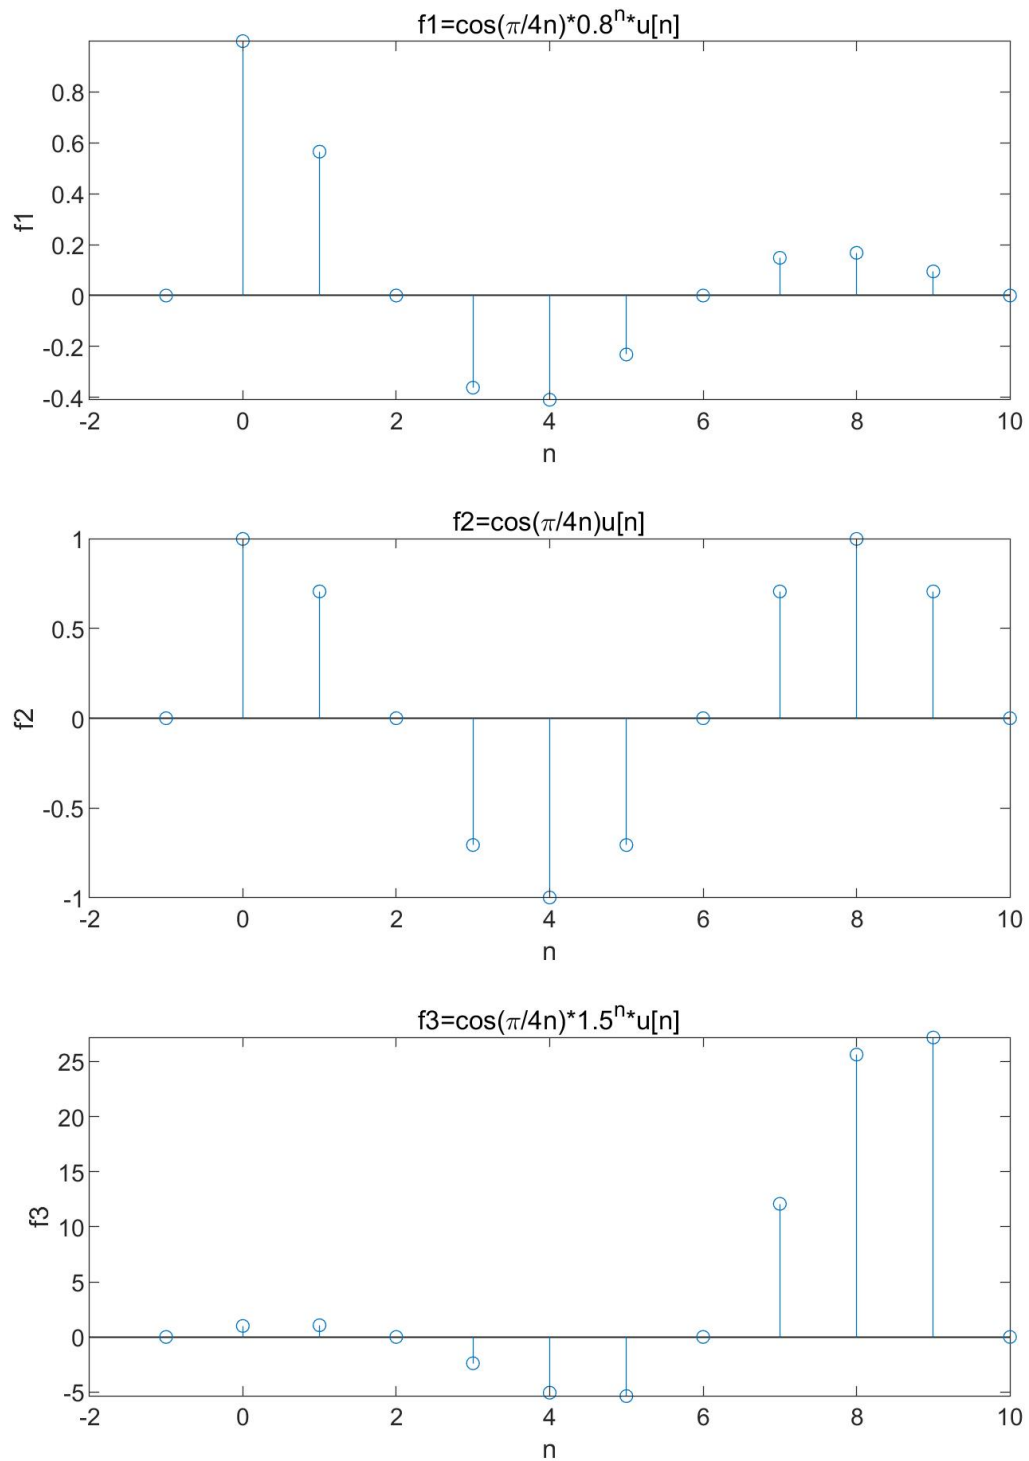 f1=cos(π/4n)*0.8^n*u[n]
0.8
0.6
0.4
0.2
0
-0.2
-0.4
f1
-2 0 2 4 6 8 10
n
f2=cos(π/4n)u[n]
1
0.5
0
-0.5
-1
f2
-2 0 2 4 6 8 10
n
f3=cos(π/4n)*1.5^n*u[n]
25
20
15
10
5
0
-5
f3
-2 0 2 4 6 8 10
n